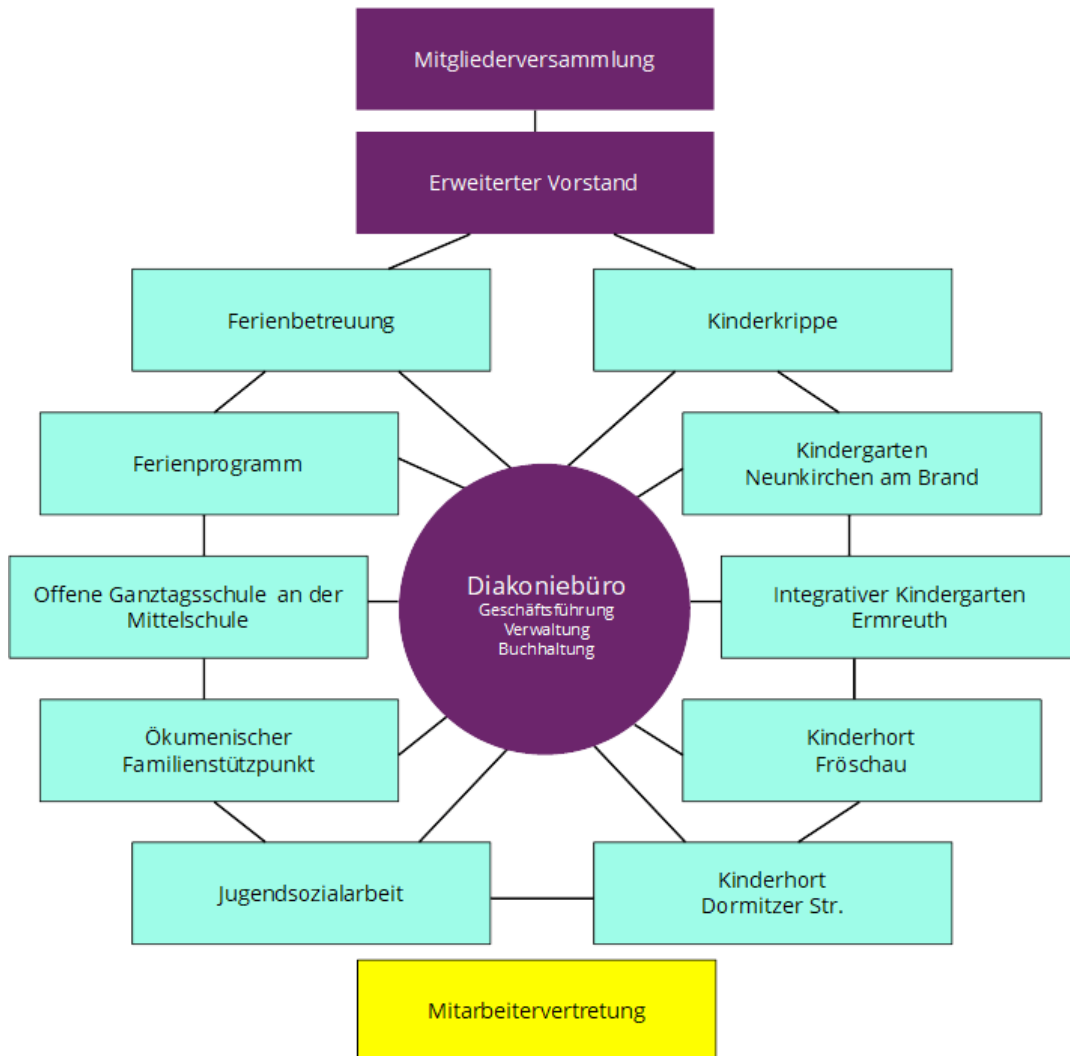 Mitgliederversammlung
Erweiterter Vorstand
Ferienbetreuung
Kinderkrippe
Ferienprogramm
Kindergarten
Neunkirchen am Brand
Offene Ganztagsschule an der
Mittelschule
Diakoniebüro
Geschäftsführung
Verwaltung
Buchhaltung
Integrativer Kindergarten
Ermreuth
Ökumenischer
Familienstützpunkt
Kinderhort
Fröschau
Jugendsozialarbeit
Kinderhort
Dormitzer Str.
Mitarbeitervertretung